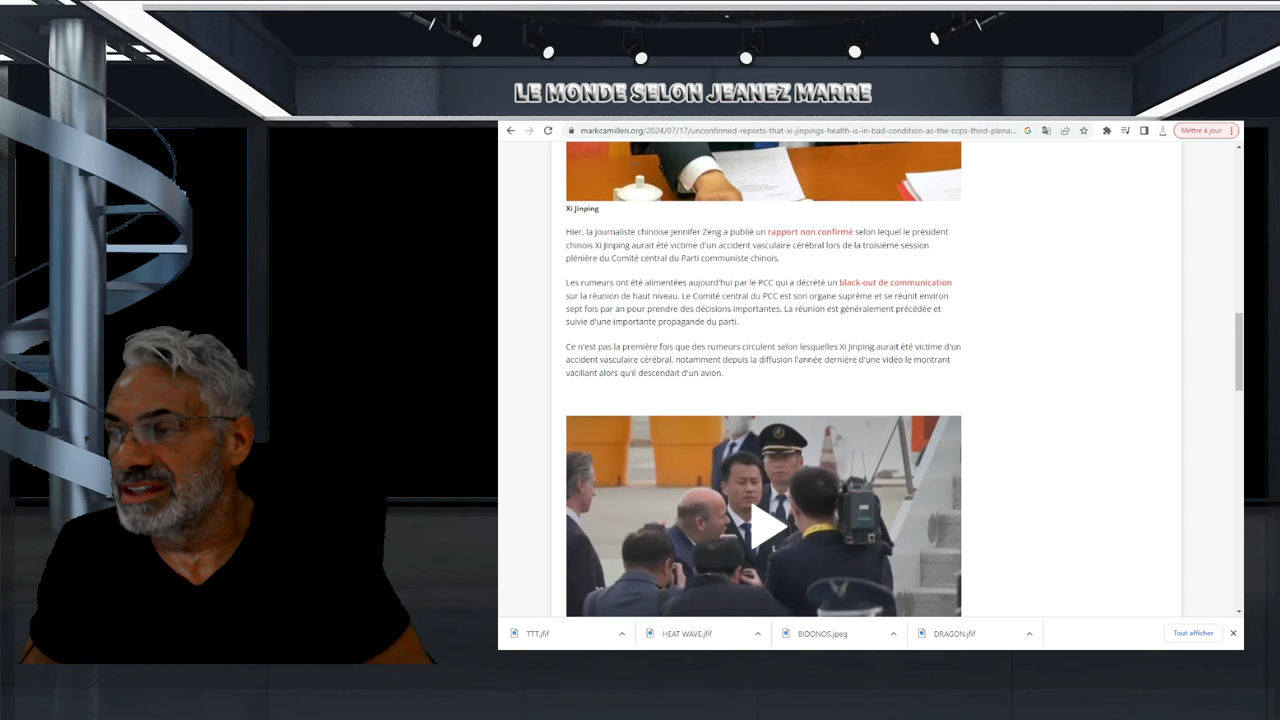 LE MONDE SELON JEANEZ MARRE
markcamilleri.org/2024/07/17/unconfirmed-reports-that-xi-jinpings-health-is-in-bad-condition-as-the-ccps-third-plena...
Mettre à jour
Xi Jinping
Hier, la journaliste chinoise Jennifer Zeng a publié un rapport non confirmé selon lequel le président
chinois Xi Jinping aurait été victime d'un accident vasculaire cérébral lors de la troisième session
plénière du Comité central du Parti communiste chinois.
Les rumeurs ont été alimentées aujourd'hui par le PCC qui a décrété un black-out de communication
sur la réunion de haut niveau. Le Comité central du PCC est son organe suprême et se réunit environ
sept fois par an pour prendre des décisions importantes. La réunion est généralement précédée et
suivie d'une importante propagande du parti.
Ce n'est pas la première fois que des rumeurs circulent selon lesquelles Xi Jinping aurait été victime d'un
accident vasculaire cérébral, notamment depuis la diffusion l'année dernière d'une vidéo le montrant
vacillant alors qu'il descendait d'un avion.
TTT.jfif
HEAT WAVE.jfif
BIDONOS.jpeg
DRAGON.jfif
Tout afficher